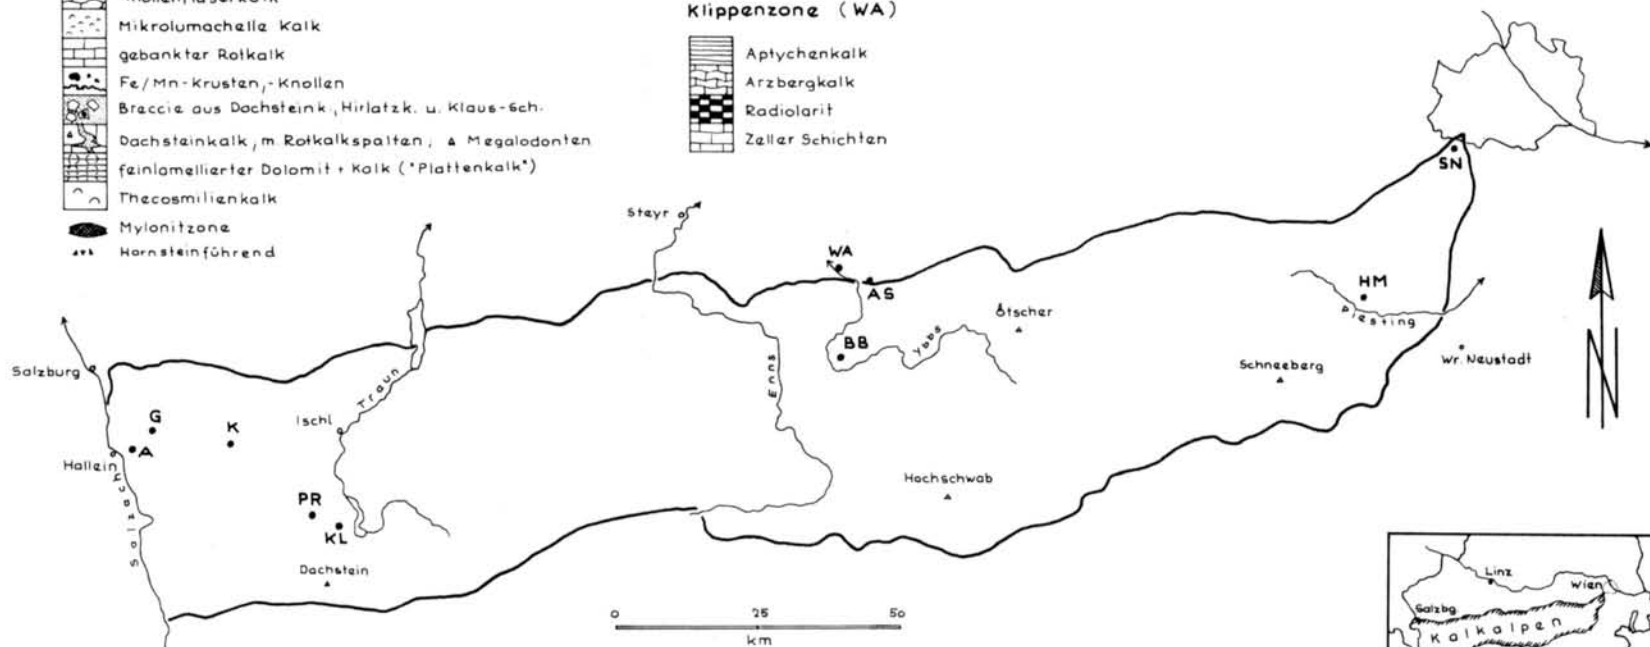 Mikrolumachelle Kalk
gebankter Rotkalk
Fe/Mn-Krusten,-Knollen
Breccie aus Dachsteink., Hirlatzk. u. Klaus-Sch.
Dachsteinkalk, m. Rotkalkspalten, ▲ Megalodonten
feinlamellierter Dolomit + Kalk ("Plattenkalk")
Thecosmilienkalk
Mylonitzone
Hornsteinführend
Klippenzone (WA)
Aptychenkalk
Arzbergkalk
Radiolarit
Zeller Schichten
SN
Steyr
WA
AS
HM
Piesting
Ötscher
BB
Ybbs
Enns
Schneeberg
Wr. Neustadt
Salzburg
Traun
Ischl
G
K
A
Hallein
Salzach
Hochschwab
PR
KL
Dachstein
0 25 50
km
N
Linz
Wien
Salzbg.
Kalkalpen